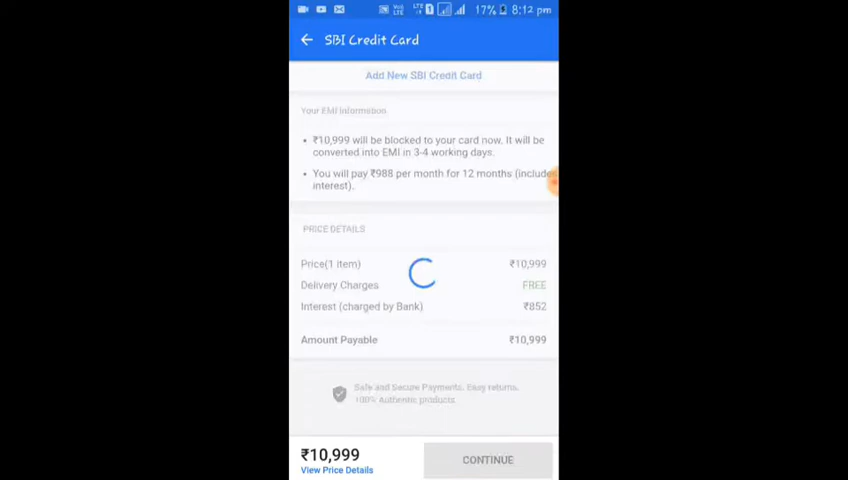 17% 8:12 pm
SBI Credit Card
Add New SBI Credit Card
Your EMI Information
• ₹10,999 will be blocked to your card now. It will be
converted into EMI in 3-4 working days.
• You will pay ₹988 per month for 12 months (include
interest).
PRICE DETAILS
Price(1 item) ₹10,999
Delivery Charges FREE
Interest (charged by Bank) ₹852
Amount Payable ₹10,999
Safe and Secure Payments. Easy returns.
100% Authentic products.
₹10,999
View Price Details
CONTINUE